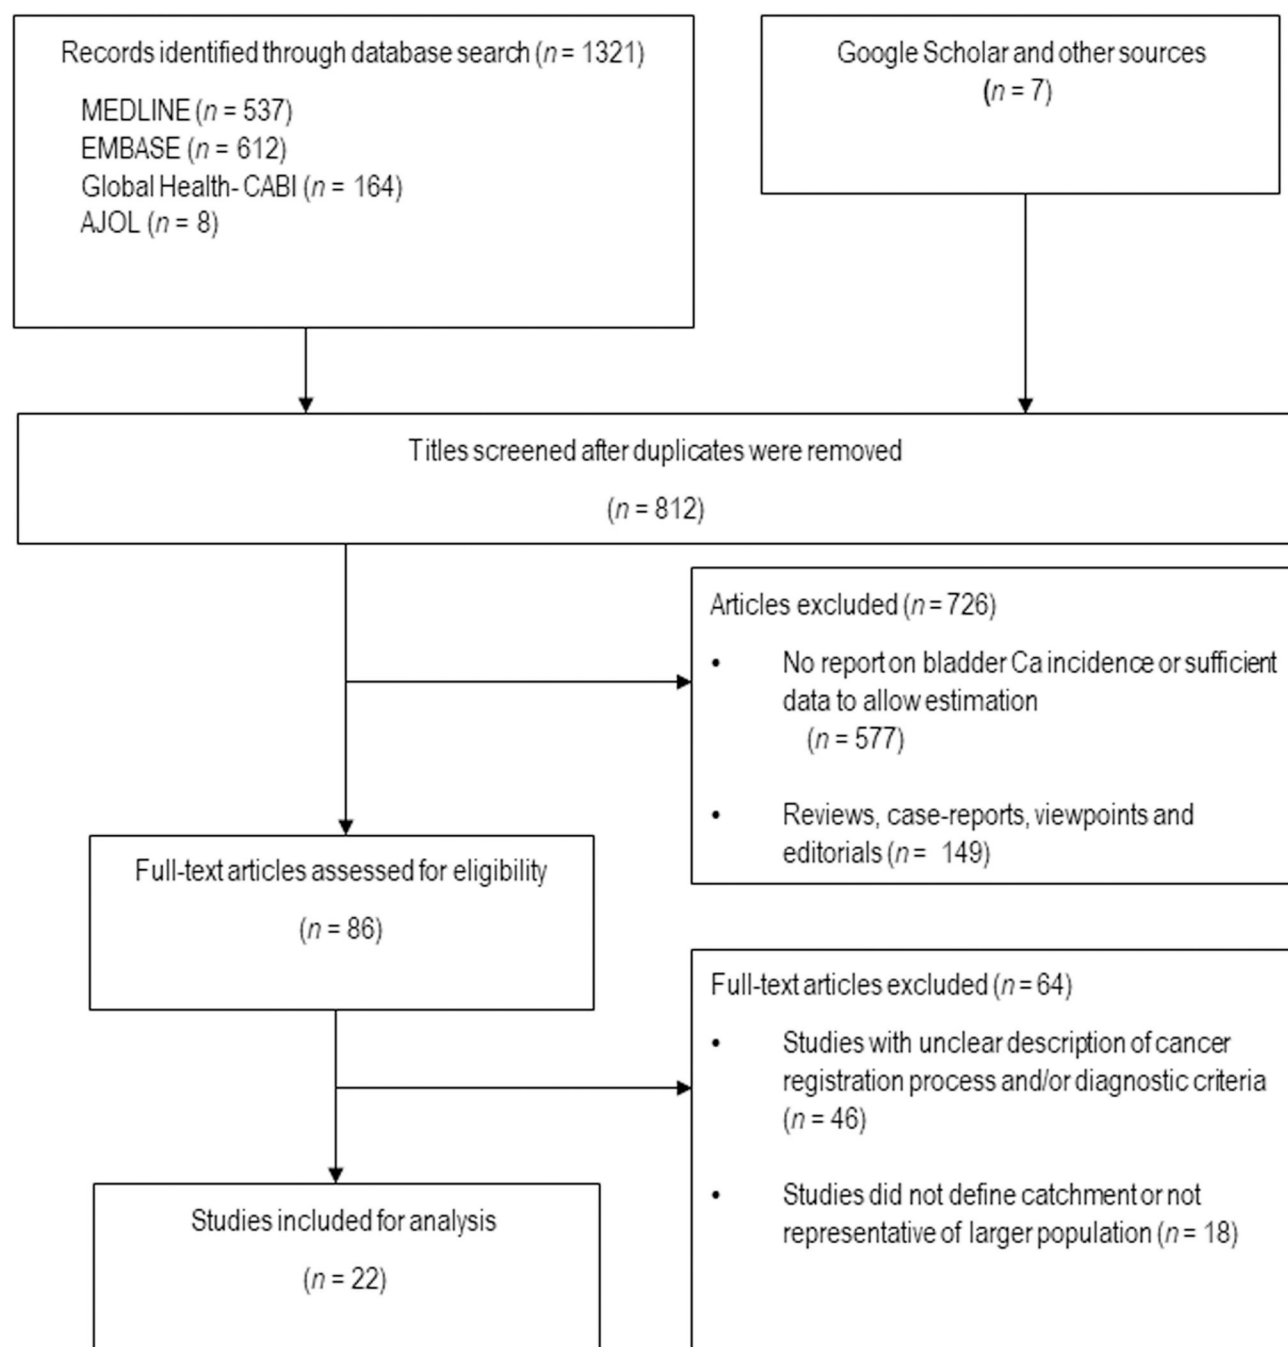 Records identified through database search (n = 1321)
MEDLINE (n = 537)
EMBASE (n = 612)
Global Health- CABI (n = 164)
AJOL (n = 8)
Google Scholar and other sources
(n = 7)
Titles screened after duplicates were removed
(n = 812)
Articles excluded (n = 726)
• No report on bladder Ca incidence or sufficient
data to allow estimation
(n = 577)
• Reviews, case-reports, viewpoints and
editorials (n = 149)
Full-text articles assessed for eligibility
(n = 86)
Full-text articles excluded (n = 64)
• Studies with unclear description of cancer
registration process and/or diagnostic criteria
(n = 46)
• Studies did not define catchment or not
representative of larger population (n = 18)
Studies included for analysis
(n = 22)